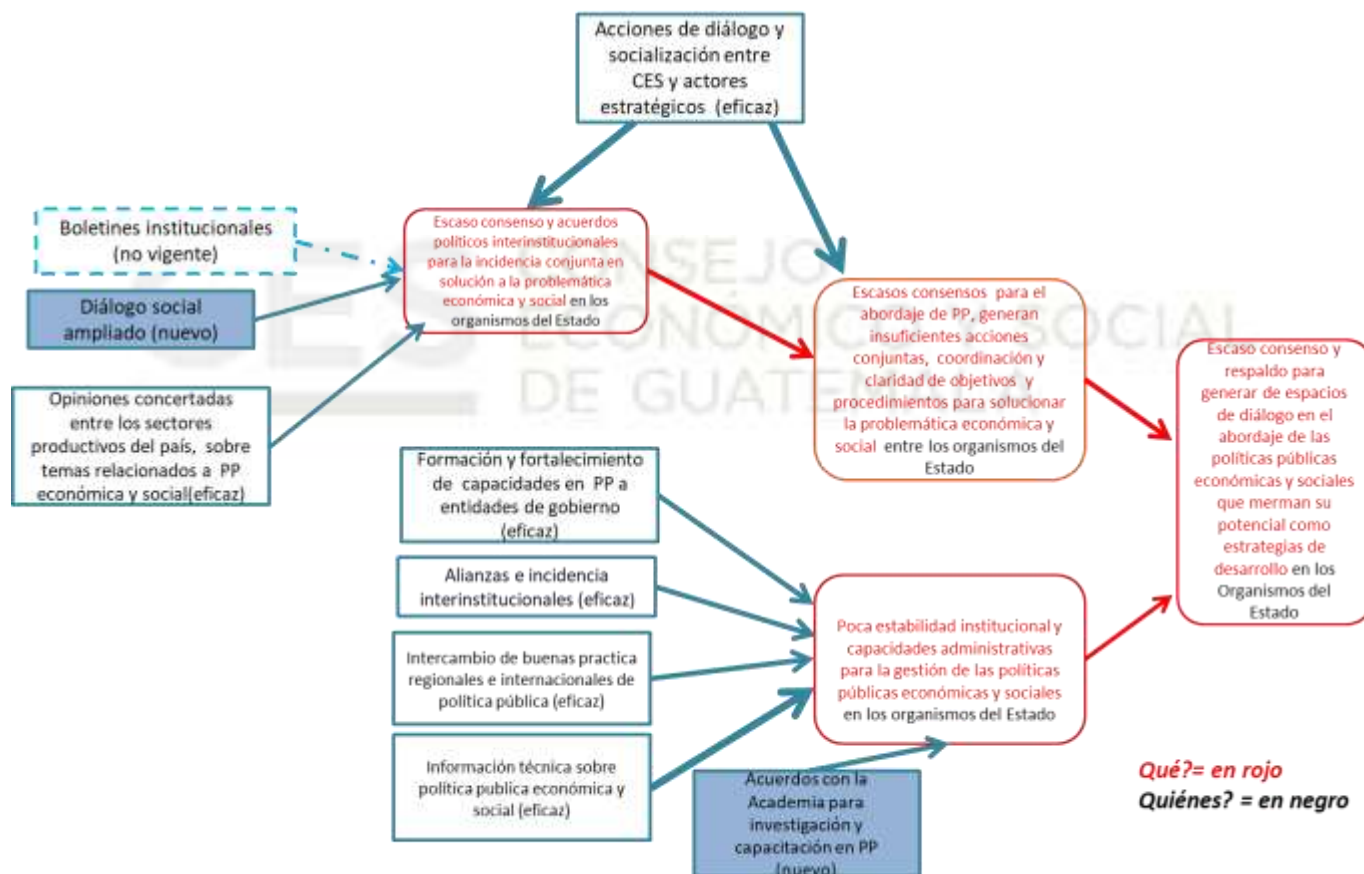 Acciones de diálogo y
socialización entre
CES y actores
estratégicos (eficaz)
Boletines institucionales
(no vigente)
Diálogo social
ampliado (nuevo)
Opiniones concertadas
entre los sectores
productivos del país, sobre
temas relacionados a PP
económica y social(eficaz)
Escaso consenso y acuerdos
políticos interinstitucionales
para la incidencia conjunta en
solución a la problemática
económica y social en los
organismos del Estado
CES
CONSEJO
ECONÓMICO Y SOCIAL
DE GUATEMALA
Escasos consensos para el
abordaje de PP, generan
insuficientes acciones
conjuntas, coordinación y
claridad de objetivos y
procedimientos para solucionar
la problemática económica y
social entre los organismos del
Estado
Escaso consenso y
respaldo para
generar de espacios
de diálogo en el
abordaje de las
políticas públicas
económicas y sociales
que merman su
potencial como
estrategias de
desarrollo en los
Organismos del
Estado
Formación y fortalecimiento
de capacidades en PP a
entidades de gobierno
(eficaz)
Alianzas e incidencia
interinstitucionales (eficaz)
Intercambio de buenas practica
regionales e internacionales de
política pública (eficaz)
Información técnica sobre
política publica económica y
social (eficaz)
Poca estabilidad institucional y
capacidades administrativas
para la gestión de las políticas
públicas económicas y sociales
en los organismos del Estado
Acuerdos con la
Academia para
investigación y
capacitación en PP
(nuevo)
Qué?= en rojo
Quiénes? = en negro